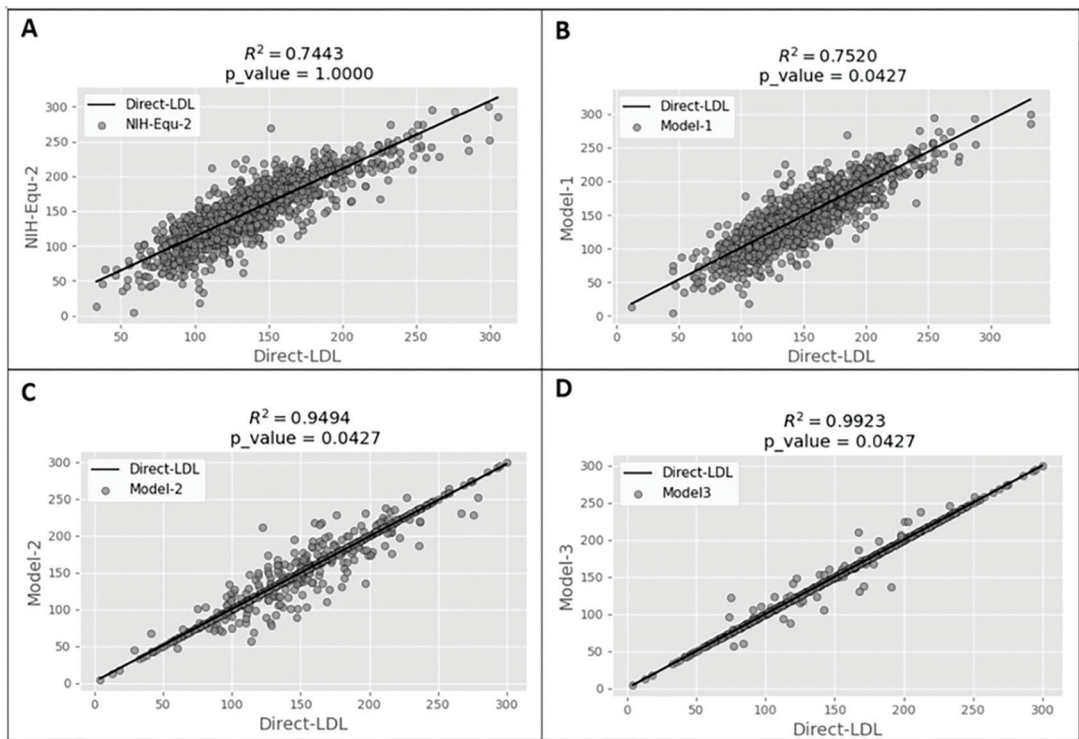 A
R² = 0.7443
p_value = 1.0000
Direct-LDL
NIH-Equ-2
NIH-Equ-2
300
250
200
150
100
50
0
50 100 150 200 250 300
Direct-LDL
B
R² = 0.7520
p_value = 0.0427
Direct-LDL
Model-1
Model-1
300
250
200
150
100
50
0
0 50 100 150 200 250 300
Direct-LDL
C
R² = 0.9494
p_value = 0.0427
Direct-LDL
Model-2
Model-2
300
250
200
150
100
50
0
0 50 100 150 200 250 300
Direct-LDL
D
R² = 0.9923
p_value = 0.0427
Direct-LDL
Model3
Model-3
300
250
200
150
100
50
0
0 50 100 150 200 250 300
Direct-LDL